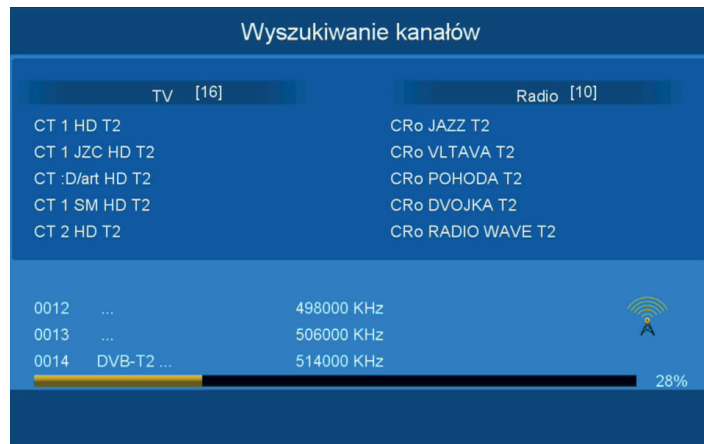 Wyszukiwanie kanałów
TV [16]
Radio [10]
CT 1 HD T2
CT 1 JZC HD T2
CT :D/art HD T2
CT 1 SM HD T2
CT 2 HD T2
CRo JAZZ T2
CRo VLTAVA T2
CRo POHODA T2
CRo DVOJKA T2
CRo RADIO WAVE T2
0012 ... 498000 KHz
0013 ... 506000 KHz
0014 DVB-T2 ... 514000 KHz
28%